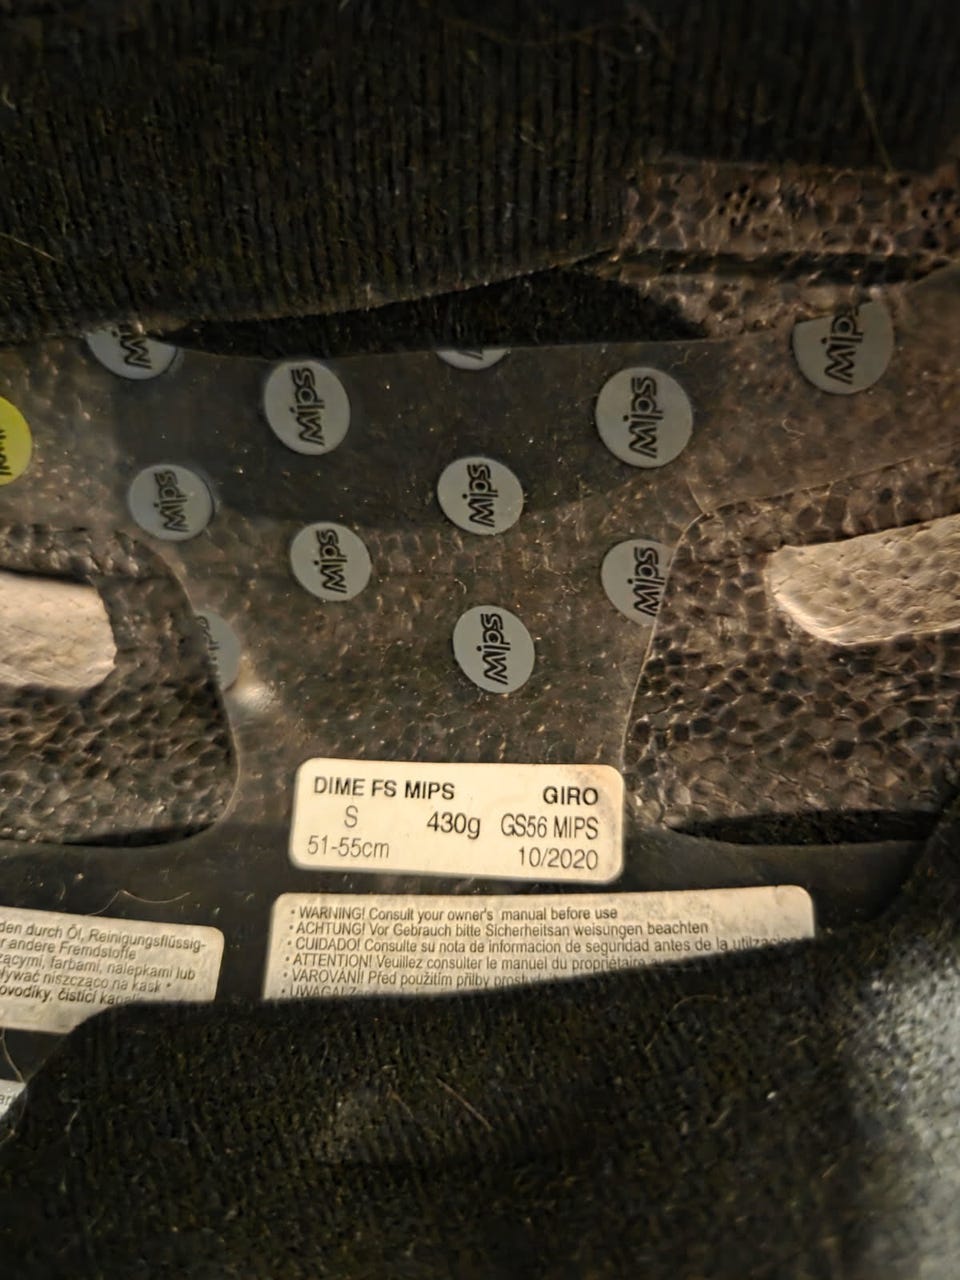 Mips
Mips
Mips
Mips
Mips
Mips
Mips
Mips
Mips
DIME FS MIPS GIRO
S 430g GS56 MIPS
51-55cm 10/2020
• WARNING! Consult your owner's manual before use
• ACHTUNG! Vor Gebrauch bitte Sicherheitsan weisungen beachten
• CUIDADO! Consulte su nota de informacion de seguridad antes de la
• ATTENTION! Veuillez consulter le manuel du propriétaire
• VAROVÁNÍ! Před použitím přilby
• UWAGA!
den durch Öl, Reinigungsflüssig-
andere Fremdstoffe
farbami, nalepkami lub
niszcząco na kask •
čisticí